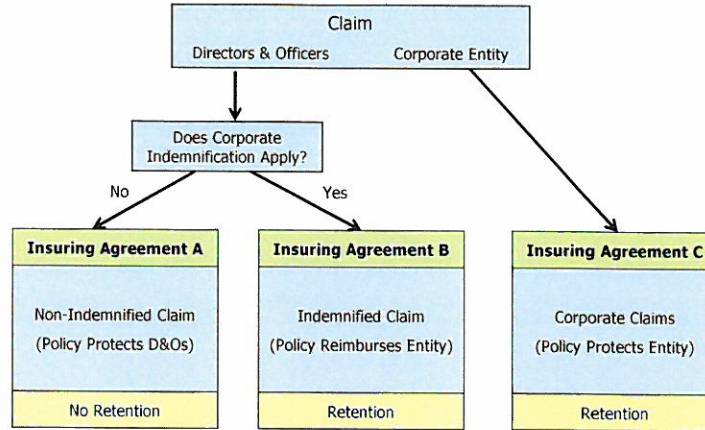 Claim
Directors & Officers Corporate Entity
Does Corporate
Indemnification Apply?
No Yes
Insuring Agreement A
Non-Indemnified Claim
(Policy Protects D&Os)
No Retention
Insuring Agreement B
Indemnified Claim
(Policy Reimburses Entity)
Retention
Insuring Agreement C
Corporate Claims
(Policy Protects Entity)
Retention